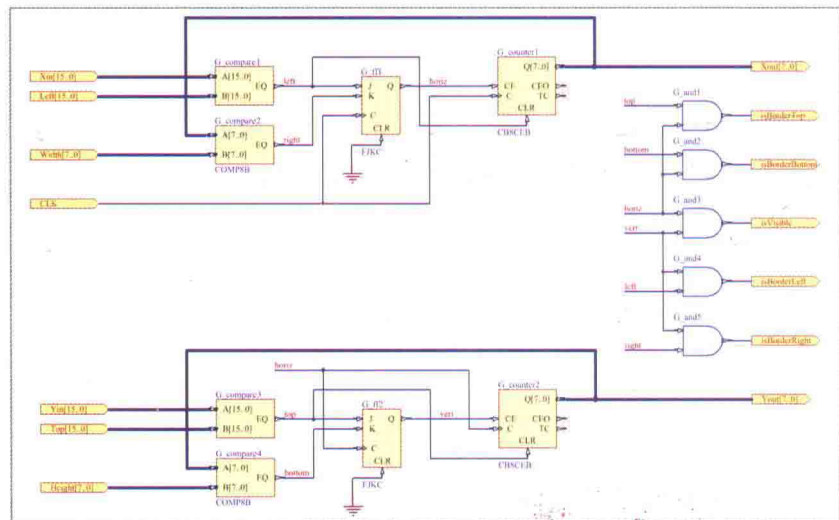 G_compare1
G_ff1
G_counter1
Xin[15..0]
A[15..0]
EQ
left
J
Q
horiz
Q[7..0]
Xout[7..0]
Left[15..0]
B[15..0]
K
CE
CEO
C
TC
G_compare2
C
CLR
A[7..0]
EQ
right
CLR
CB8CEB
Width[7..0]
B[7..0]
FJKC
COMP8B
CLK
G_and1
top
isBorderTop
G_and2
bottom
isBorderBottom
G_and3
horiz
isVisible
vert
G_and4
left
isBorderLeft
G_and5
right
isBorderRight
horiz
G_compare3
G_ff2
G_counter2
Yin[15..0]
A[15..0]
EQ
top
J
Q
vert
Q[7..0]
Yout[7..0]
Top[15..0]
B[15..0]
K
CE
CEO
C
TC
G_compare4
C
CLR
A[7..0]
EQ
bottom
CLR
CB8CEB
Height[7..0]
B[7..0]
FJKC
COMP8B